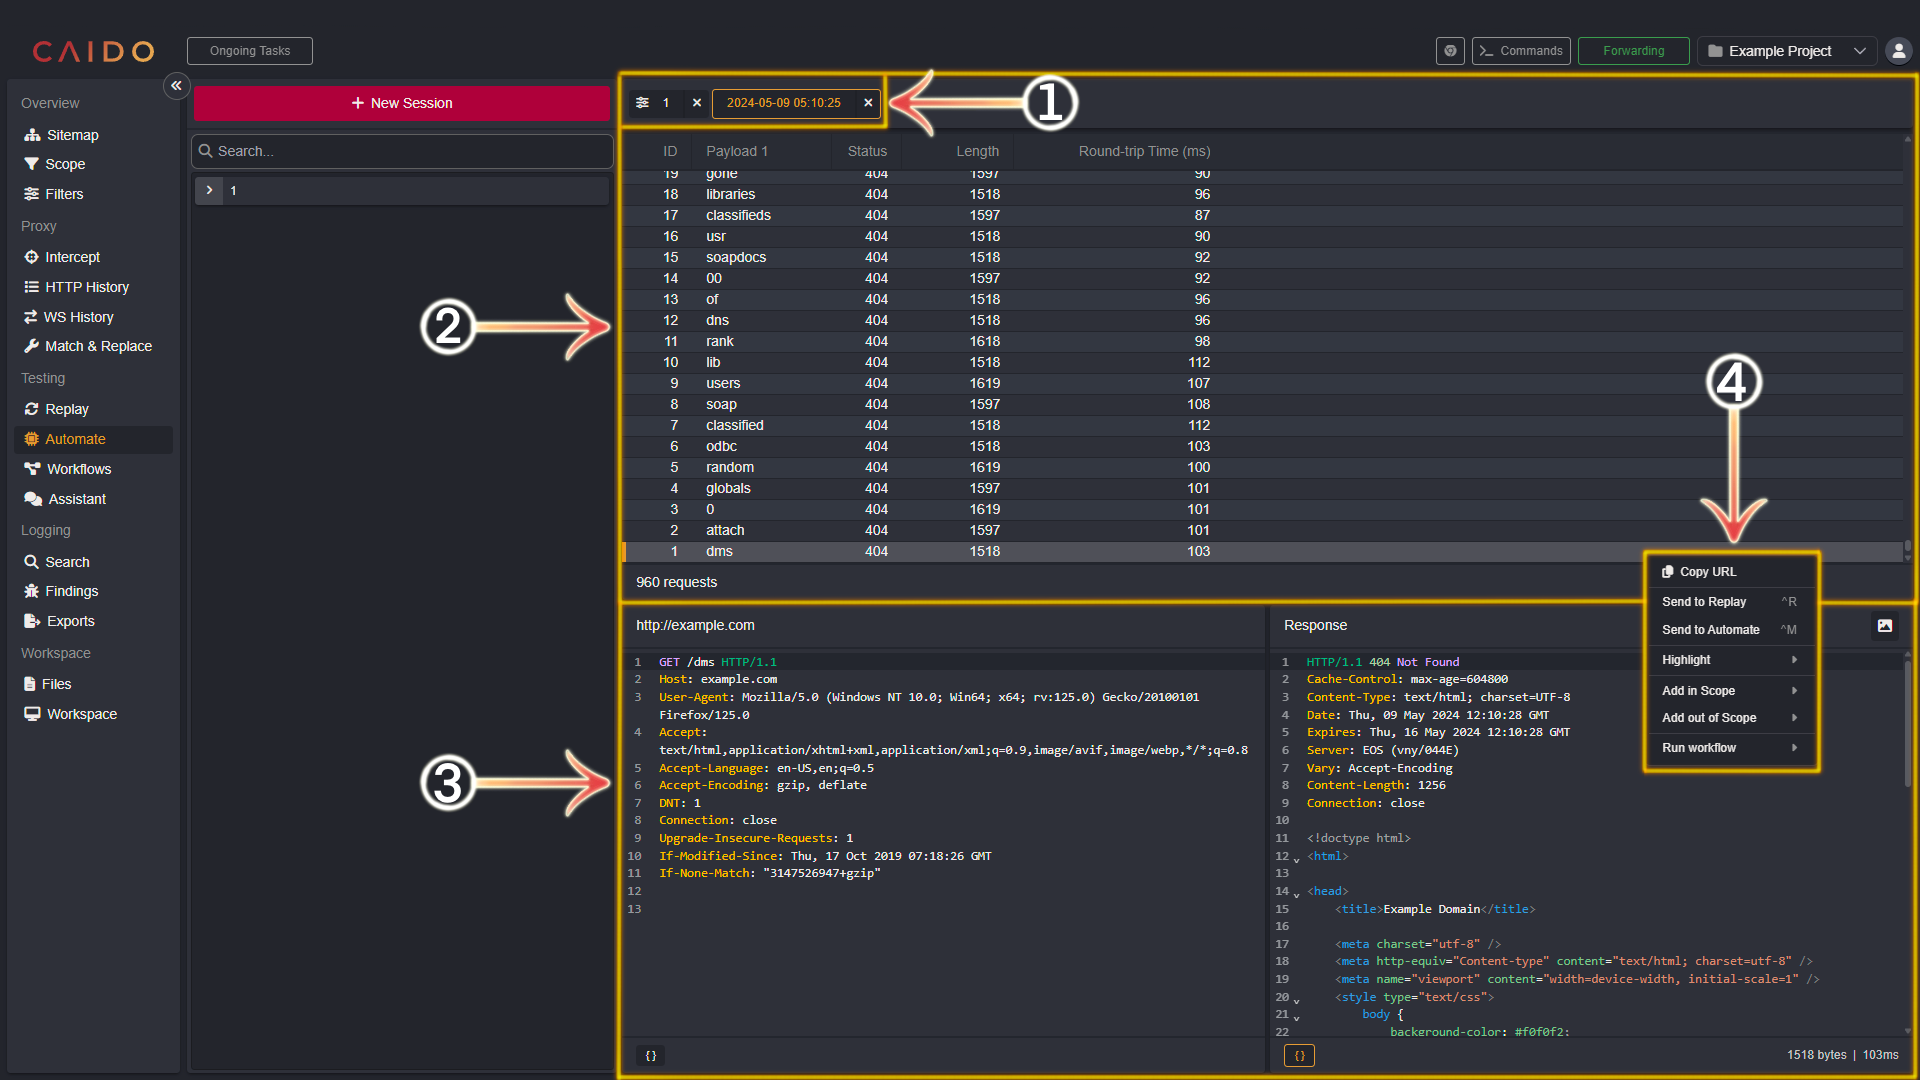 CAIDO
Ongoing Tasks
>_ Commands
Forwarding
Example Project
Overview
Sitemap
Scope
Filters
Proxy
Intercept
HTTP History
WS History
Match & Replace
Testing
Replay
Automate
Workflows
Assistant
Logging
Search
Findings
Exports
Workspace
Files
Workspace
+ New Session
Search...
1
1
2024-05-09 05:10:25
1
2
3
4
ID Payload 1 Status Length Round-trip Time (ms)
19 gone 404 1597 90
18 libraries 404 1518 96
17 classifieds 404 1597 87
16 usr 404 1518 90
15 soapdocs 404 1518 92
14 00 404 1597 92
13 of 404 1518 96
12 dns 404 1518 96
11 rank 404 1618 98
10 lib 404 1518 112
9 users 404 1619 107
8 soap 404 1597 108
7 classified 404 1518 112
6 odbc 404 1518 103
5 random 404 1619 100
4 globals 404 1597 101
3 0 404 1619 101
2 attach 404 1597 101
1 dms 404 1518 103
960 requests
Copy URL
Send to Replay ^R
Send to Automate ^M
Highlight
Add in Scope
Add out of Scope
Run workflow
http://example.com
1 GET /dms HTTP/1.1
2 Host: example.com
3 User-Agent: Mozilla/5.0 (Windows NT 10.0; Win64; x64; rv:125.0) Gecko/20100101
Firefox/125.0
4 Accept:
text/html,application/xhtml+xml,application/xml;q=0.9,image/avif,image/webp,*/*;q=0.8
5 Accept-Language: en-US,en;q=0.5
6 Accept-Encoding: gzip, deflate
7 DNT: 1
8 Connection: close
9 Upgrade-Insecure-Requests: 1
10 If-Modified-Since: Thu, 17 Oct 2019 07:18:26 GMT
11 If-None-Match: "3147526947+gzip"
12
13
{}
Response
1 HTTP/1.1 404 Not Found
2 Cache-Control: max-age=604800
3 Content-Type: text/html; charset=UTF-8
4 Date: Thu, 09 May 2024 12:10:28 GMT
5 Expires: Thu, 16 May 2024 12:10:28 GMT
6 Server: EOS (vny/044E)
7 Vary: Accept-Encoding
8 Content-Length: 1256
9 Connection: close
10
11 <!doctype html>
12 <html>
13
14 <head>
15 <title>Example Domain</title>
16
17 <meta charset="utf-8" />
18 <meta http-equiv="Content-type" content="text/html; charset=utf-8" />
19 <meta name="viewport" content="width=device-width, initial-scale=1" />
20 <style type="text/css">
21 body {
22 background-color: #f0f0f2;
{}
1518 bytes | 103ms